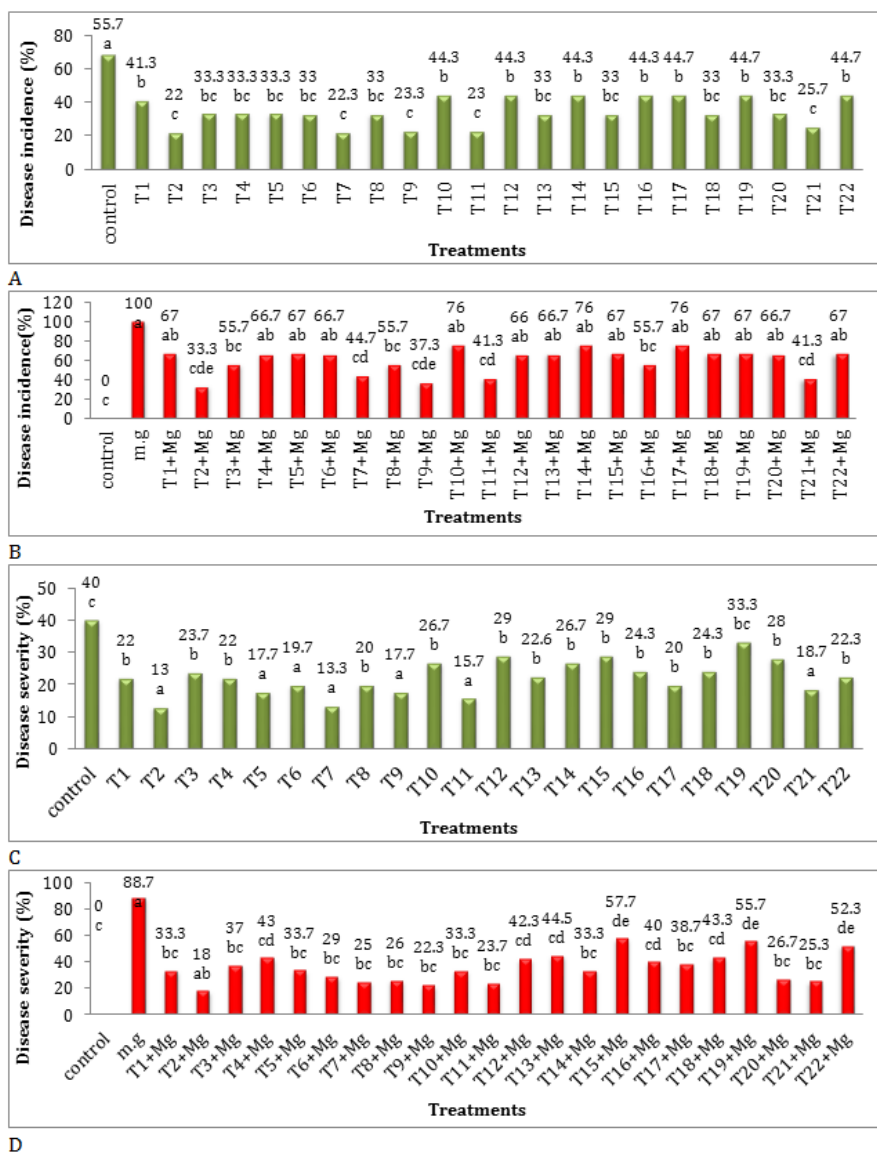 Disease incidence (%)
80
60
40
20
0
55.7 a
41.3 b
22 c
33.3 bc
33.3 bc
33.3 bc
33 bc
22.3 c
33 bc
23.3 c
44.3 b
23 c
44.3 b
33 bc
44.3 b
33 bc
44.3 b
44.7 b
33 bc
44.7 b
33.3 bc
25.7 c
44.7 b
control T1 T2 T3 T4 T5 T6 T7 T8 T9 T10 T11 T12 T13 T14 T15 T16 T17 T18 T19 T20 T21 T22
Treatments
A
Disease incidence(%)
120
100
80
60
40
20
0
0 c
100 a
67 ab
33.3 cde
55.7 bc
66.7 ab
67 ab
66.7 ab
44.7 cd
55.7 bc
37.3 cde
76 ab
41.3 cd
66 ab
66.7 ab
76 ab
67 ab
55.7 bc
76 ab
67 ab
67 ab
66.7 ab
41.3 cd
67 ab
control m.g T1+Mg T2+Mg T3+Mg T4+Mg T5+Mg T6+Mg T7+Mg T8+Mg T9+Mg T10+Mg T11+Mg T12+Mg T13+Mg T14+Mg T15+Mg T16+Mg T17+Mg T18+Mg T19+Mg T20+Mg T21+Mg T22+Mg
Treatments
B
Disease severity (%)
50
40
30
20
10
0
40 c
22 b
13 a
23.7 b
22 b
17.7 a
19.7 a
13.3 a
20 b
17.7 a
26.7 b
15.7 a
29 b
22.6 b
26.7 b
29 b
24.3 b
20 b
24.3 b
33.3 bc
28 b
18.7 a
22.3 b
control T1 T2 T3 T4 T5 T6 T7 T8 T9 T10 T11 T12 T13 T14 T15 T16 T17 T18 T19 T20 T21 T22
Treatments
C
Disease severity (%)
100
80
60
40
20
0
0 c
88.7 a
33.3 bc
18 ab
37 bc
43 cd
33.7 bc
29 bc
25 bc
26 bc
22.3 bc
33.3 bc
23.7 bc
42.3 cd
44.5 cd
33.3 bc
57.7 de
40 cd
38.7 bc
43.3 cd
55.7 de
26.7 bc
25.3 bc
52.3 de
control m.g T1+Mg T2+Mg T3+Mg T4+Mg T5+Mg T6+Mg T7+Mg T8+Mg T9+Mg T10+Mg T11+Mg T12+Mg T13+Mg T14+Mg T15+Mg T16+Mg T17+Mg T18+Mg T19+Mg T20+Mg T21+Mg T22+Mg
Treatments
D